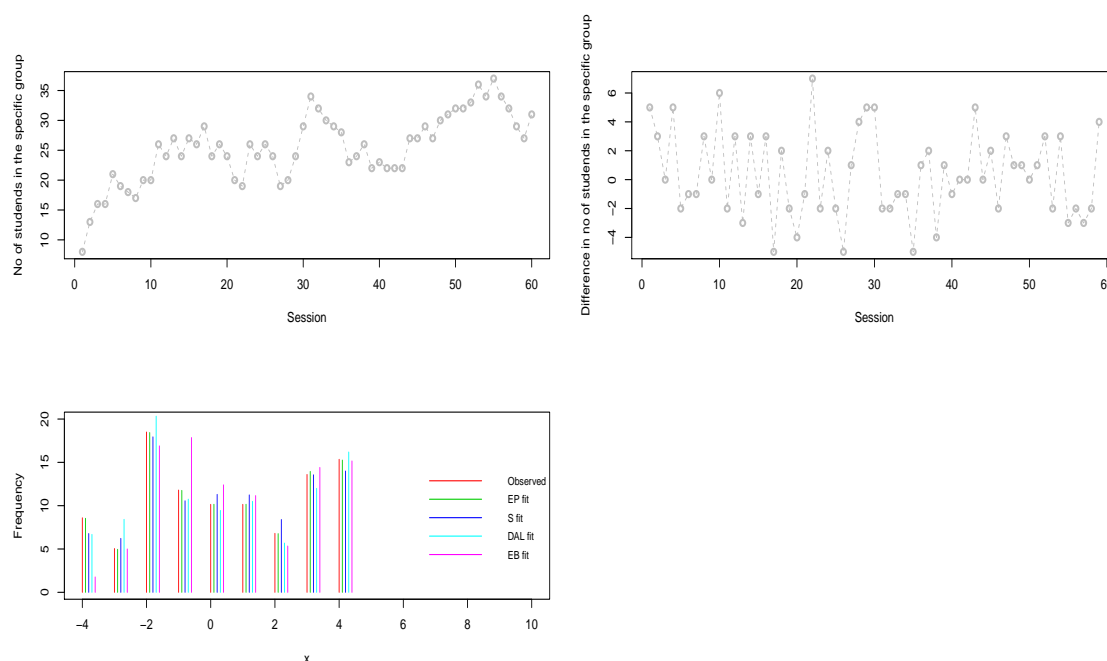 No of studends in the specific group
10 15 20 25 30 35
0 10 20 30 40 50 60
Session
Difference in no of students in the specific group
-4 -2 0 2 4 6
0 10 20 30 40 50 6
Session
Frequency
0 5 10 15 20
-4 -2 0 2 4 6 8 10
x
Observed
EP fit
S fit
DAL fit
EB fit